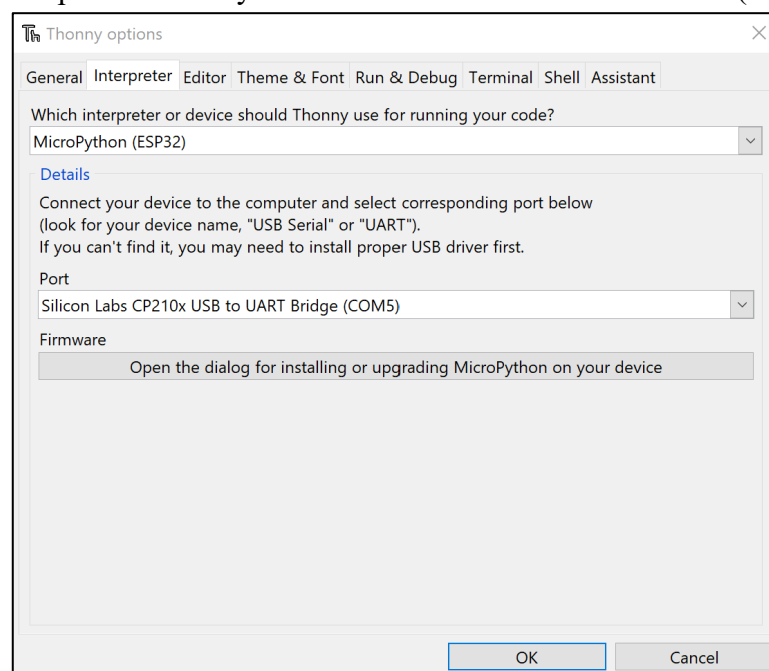 Thonny options
General Interpreter Editor Theme & Font Run & Debug Terminal Shell Assistant
Which interpreter or device should Thonny use for running your code?
MicroPython (ESP32)
Details
Connect your device to the computer and select corresponding port below
(look for your device name, "USB Serial" or "UART").
If you can't find it, you may need to install proper USB driver first.
Port
Silicon Labs CP210x USB to UART Bridge (COM5)
Firmware
Open the dialog for installing or upgrading MicroPython on your device
OK Cancel